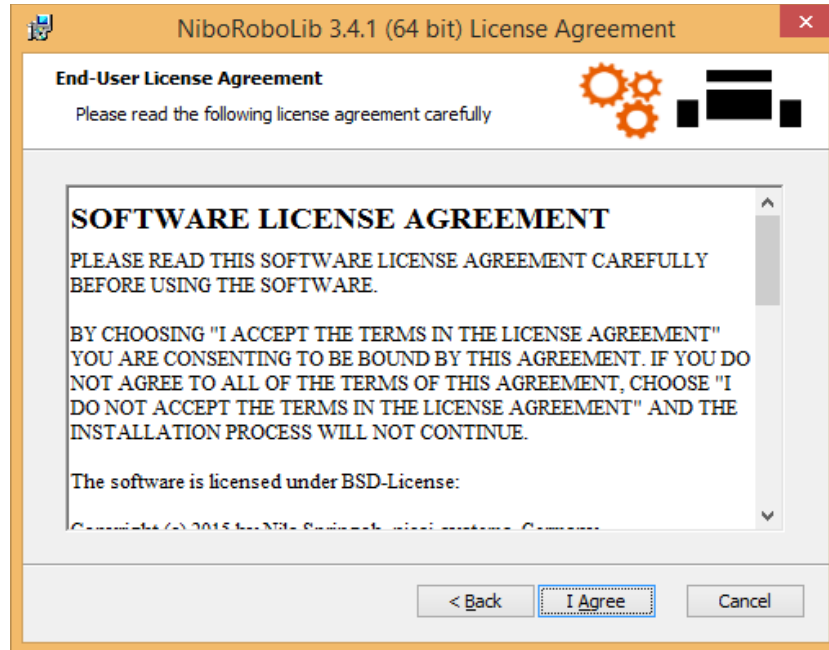 NiboRoboLib 3.4.1 (64 bit) License Agreement
End-User License Agreement
Please read the following license agreement carefully
SOFTWARE LICENSE AGREEMENT
PLEASE READ THIS SOFTWARE LICENSE AGREEMENT CAREFULLY
BEFORE USING THE SOFTWARE.
BY CHOOSING "I ACCEPT THE TERMS IN THE LICENSE AGREEMENT"
YOU ARE CONSENTING TO BE BOUND BY THIS AGREEMENT. IF YOU DO
NOT AGREE TO ALL OF THE TERMS OF THIS AGREEMENT, CHOOSE "I
DO NOT ACCEPT THE TERMS IN THE LICENSE AGREEMENT" AND THE
INSTALLATION PROCESS WILL NOT CONTINUE.
The software is licensed under BSD-License:
Copyright (c) 2015 by
< Back
I Agree
Cancel